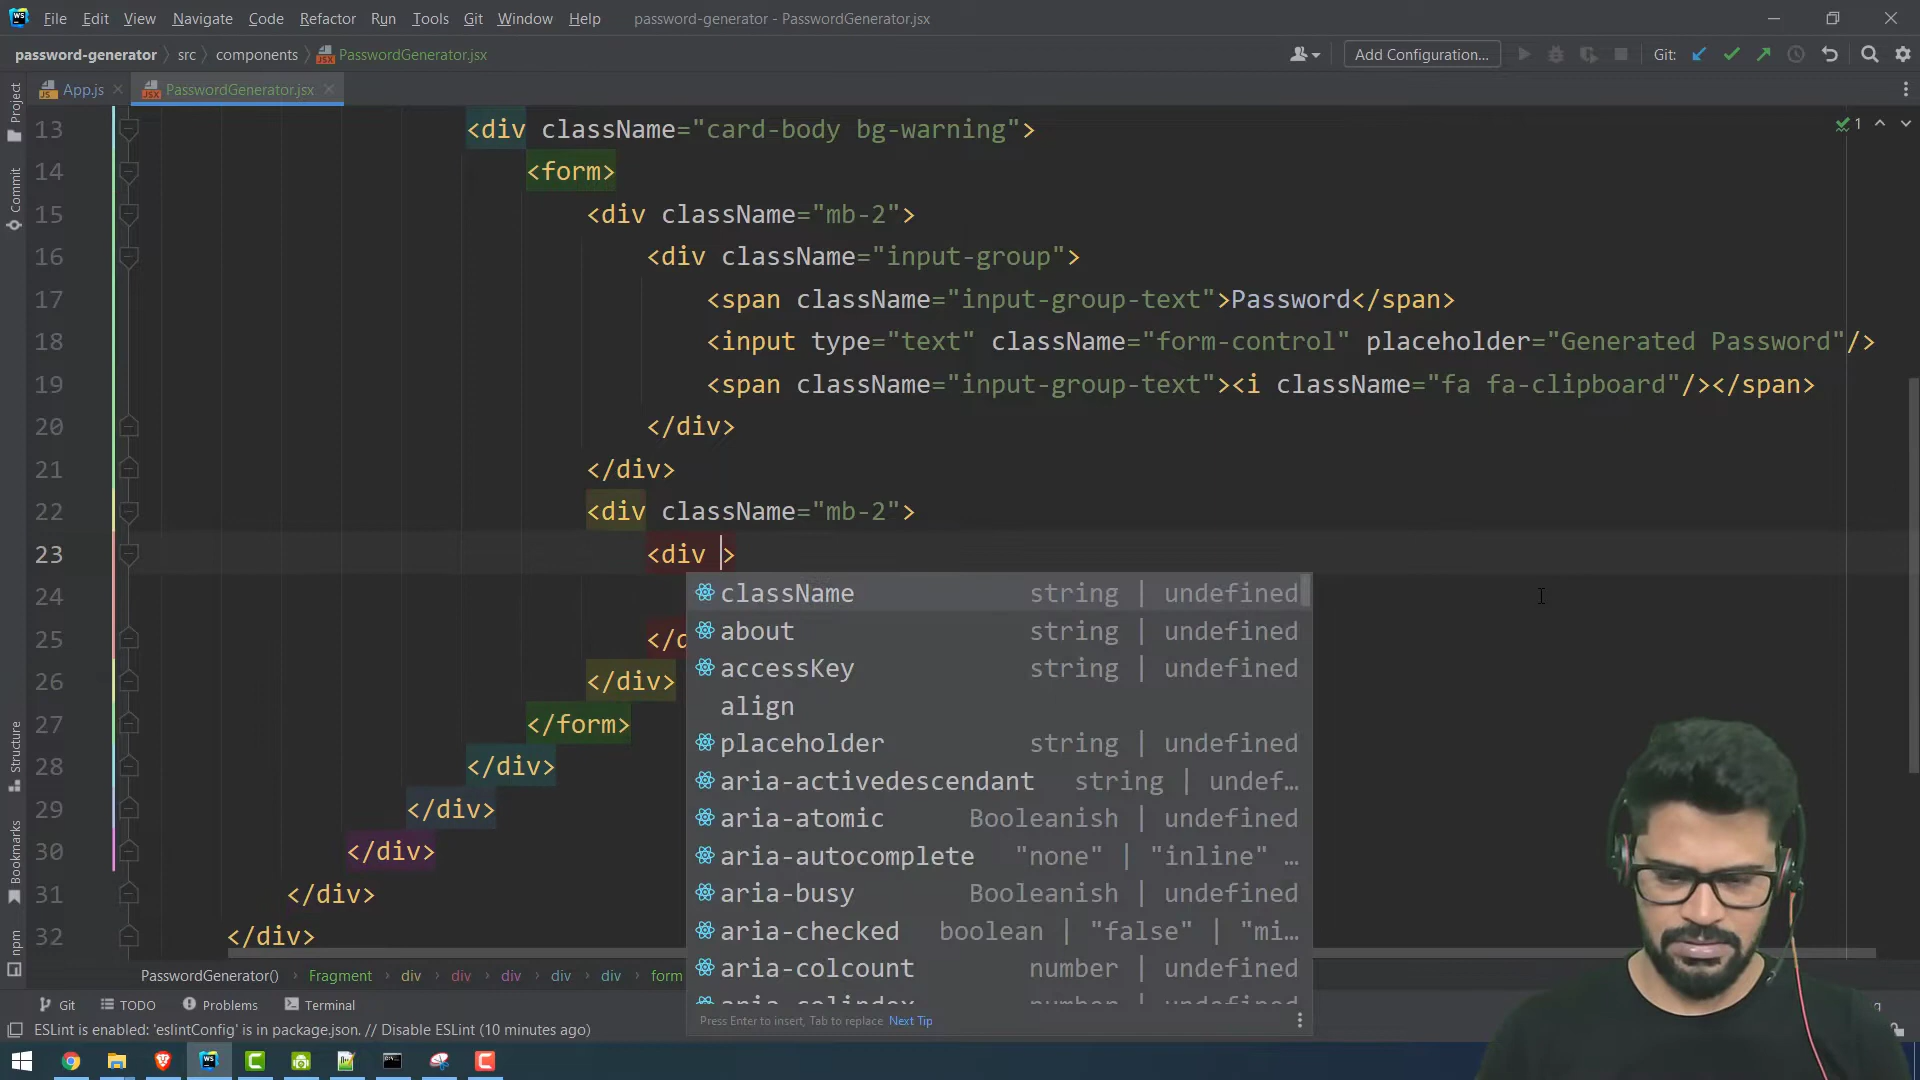 WS File Edit View Navigate Code Refactor Run Tools Git Window Help password-generator - PasswordGenerator.jsx
password-generator src components PasswordGenerator.jsx Add Configuration... Git:
App.js PasswordGenerator.jsx
Project
Commit
Structure
Bookmarks
npm
13 <div className="card-body bg-warning"> 1
14 <form>
15 <div className="mb-2">
16 <div className="input-group">
17 <span className="input-group-text">Password</span>
18 <input type="text" className="form-control" placeholder="Generated Password"/>
19 <span className="input-group-text"><i className="fa fa-clipboard"/></span>
20 </div>
21 </div>
22 <div className="mb-2">
23 <div >
24
25 </d
26 </div>
27 </form>
28 </div>
29 </div>
30 </div>
31 </div>
32 </div>
className string | undefined
about string | undefined
accessKey string | undefined
align
placeholder string | undefined
aria-activedescendant string | undef...
aria-atomic Booleanish | undefined
aria-autocomplete "none" | "inline" ...
aria-busy Booleanish | undefined
aria-checked boolean | "false" | "mi...
aria-colcount number | undefined
aria-colindex number | undefined
Press Enter to insert, Tab to replace Next Tip
PasswordGenerator() Fragment div div div div div form
Git TODO Problems Terminal
ESLint is enabled: 'eslintConfig' is in package.json. // Disable ESLint (10 minutes ago)